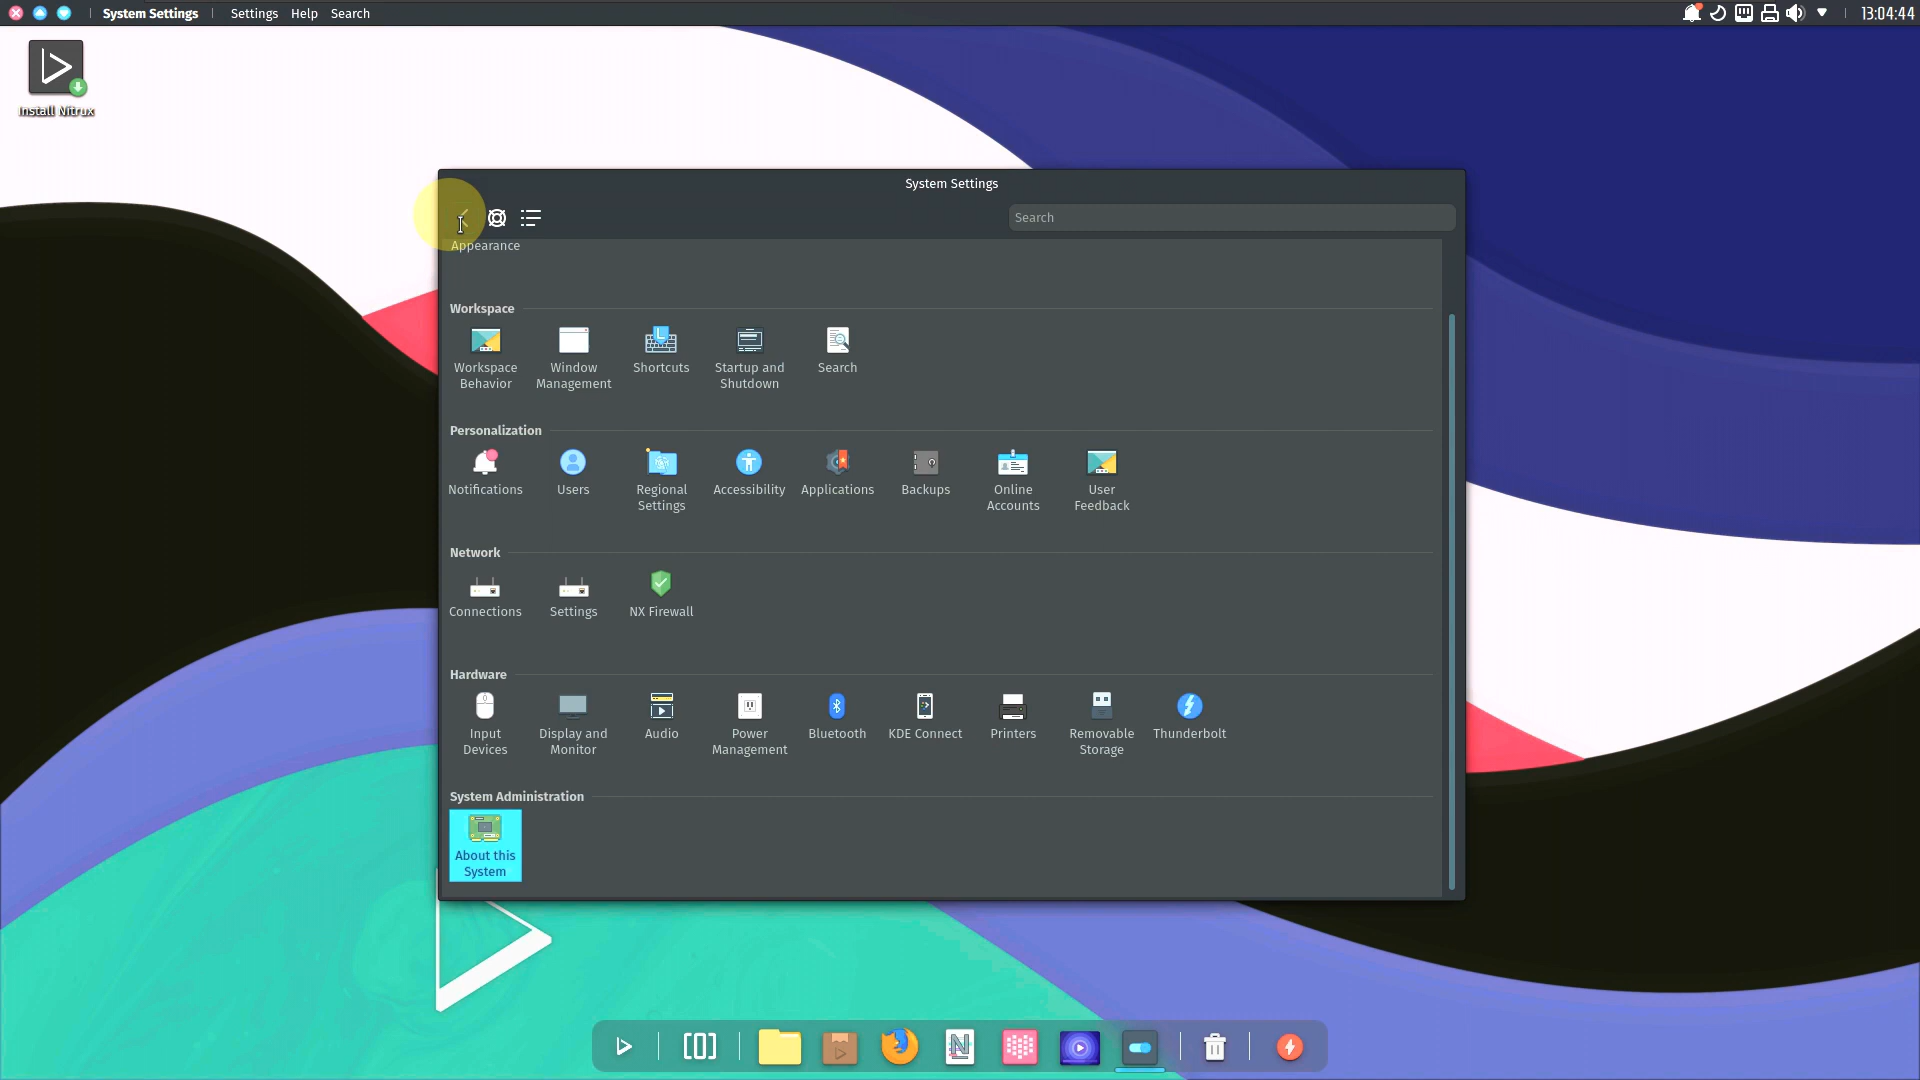 System Settings
Settings
Help
Search
13:04:44
Install Nitrux
System Settings
Search
Appearance
Workspace
Workspace
Behavior
Window
Management
Shortcuts
Startup and
Shutdown
Search
Personalization
Notifications
Users
Regional
Settings
Accessibility
Applications
Backups
Online
Accounts
User
Feedback
Network
Connections
Settings
NX Firewall
Hardware
Input
Devices
Display and
Monitor
Audio
Power
Management
Bluetooth
KDE Connect
Printers
Removable
Storage
Thunderbolt
System Administration
About this
System